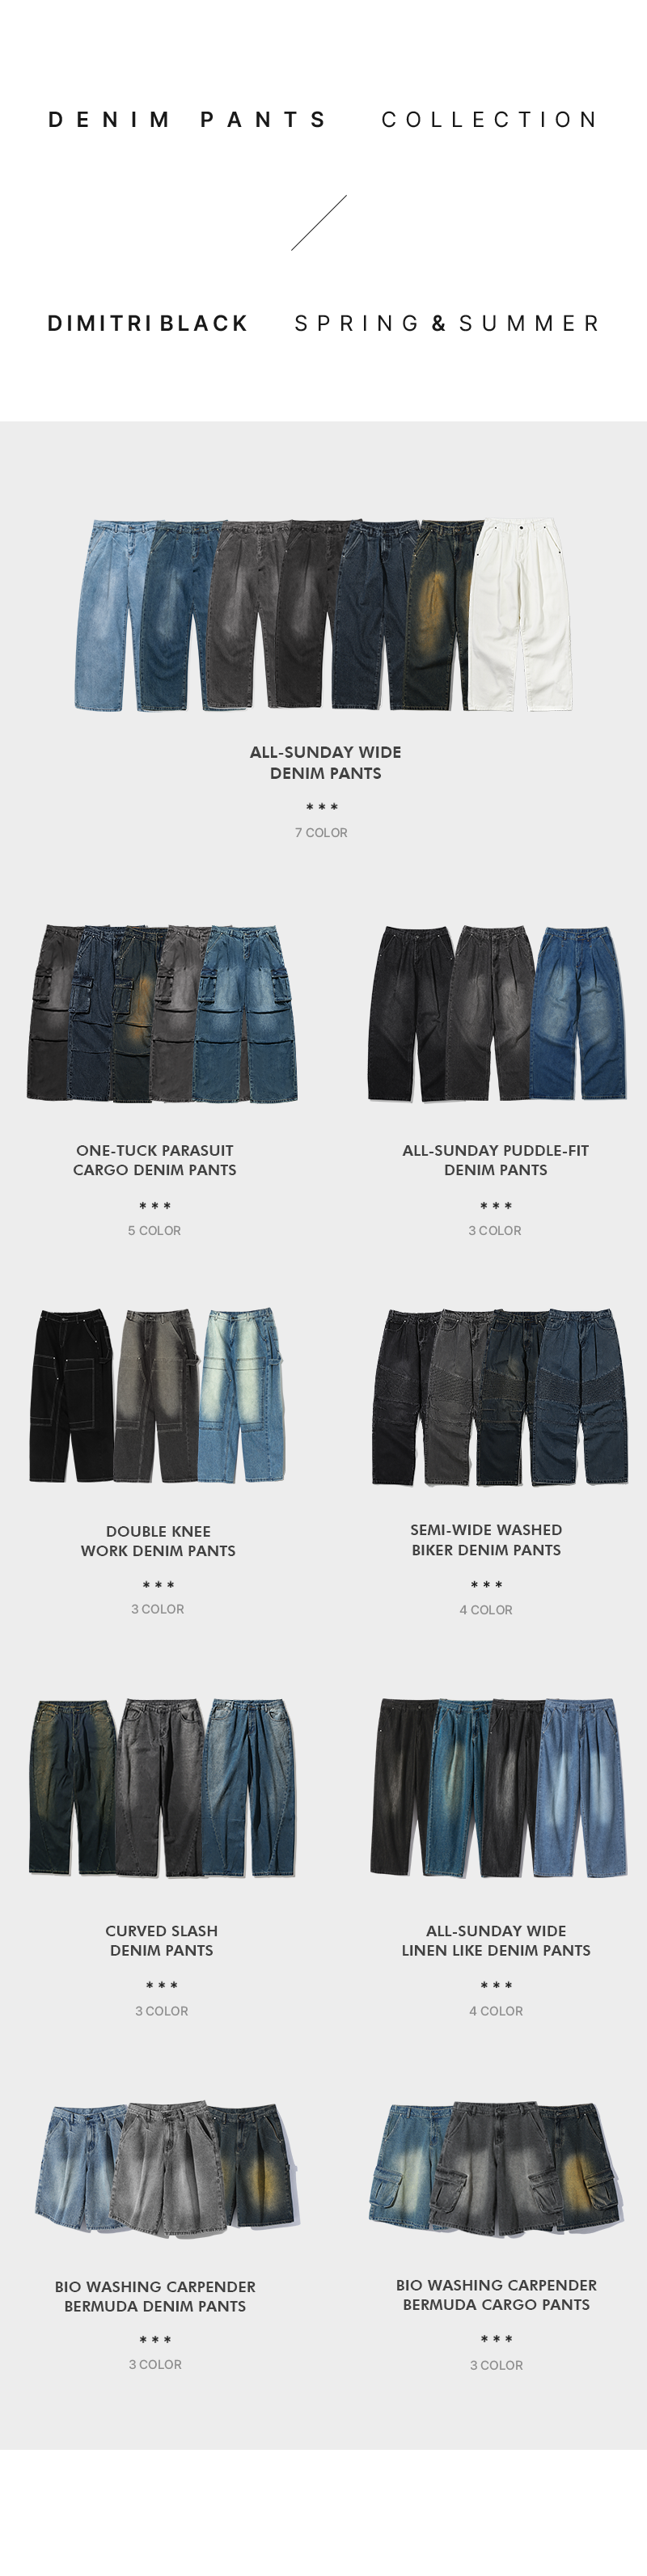 DENIM PANTS COLLECTION
DIMITRI BLACK SPRING & SUMMER
ALL-SUNDAY WIDE
DENIM PANTS
***
7 COLOR
ONE-TUCK PARASUIT
CARGO DENIM PANTS
***
5 COLOR
ALL-SUNDAY PUDDLE-FIT
DENIM PANTS
***
3 COLOR
DOUBLE KNEE
WORK DENIM PANTS
***
3 COLOR
SEMI-WIDE WASHED
BIKER DENIM PANTS
***
4 COLOR
CURVED SLASH
DENIM PANTS
***
3 COLOR
ALL-SUNDAY WIDE
LINEN LIKE DENIM PANTS
***
4 COLOR
BIO WASHING CARPENDER
BERMUDA DENIM PANTS
***
3 COLOR
BIO WASHING CARPENDER
BERMUDA CARGO PANTS
***
3 COLOR